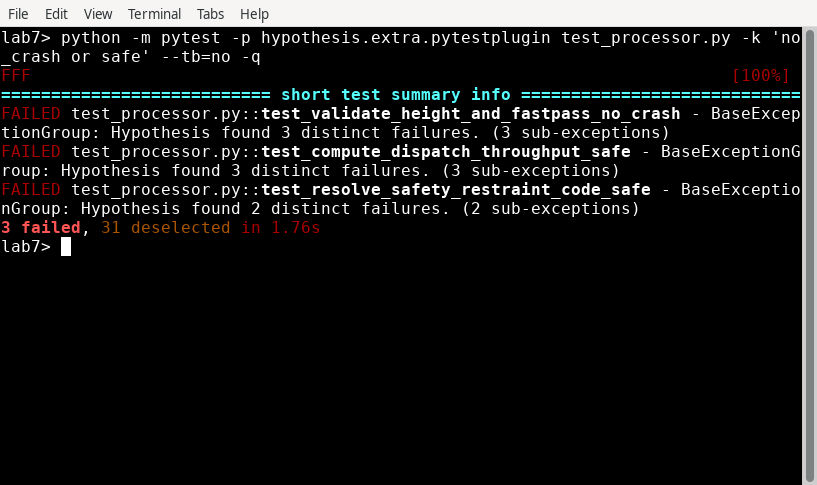 File Edit View Terminal Tabs Help
lab7> python -m pytest -p hypothesis.extra.pytestplugin test_processor.py -k 'no
_crash or safe' --tb=no -q
FFF [100%]
=========================== short test summary info ============================
FAILED test_processor.py::test_validate_height_and_fastpass_no_crash - BaseExcep
tionGroup: Hypothesis found 3 distinct failures. (3 sub-exceptions)
FAILED test_processor.py::test_compute_dispatch_throughput_safe - BaseExceptionG
roup: Hypothesis found 3 distinct failures. (3 sub-exceptions)
FAILED test_processor.py::test_resolve_safety_restraint_code_safe - BaseExceptio
nGroup: Hypothesis found 2 distinct failures. (2 sub-exceptions)
3 failed, 31 deselected in 1.76s
lab7>